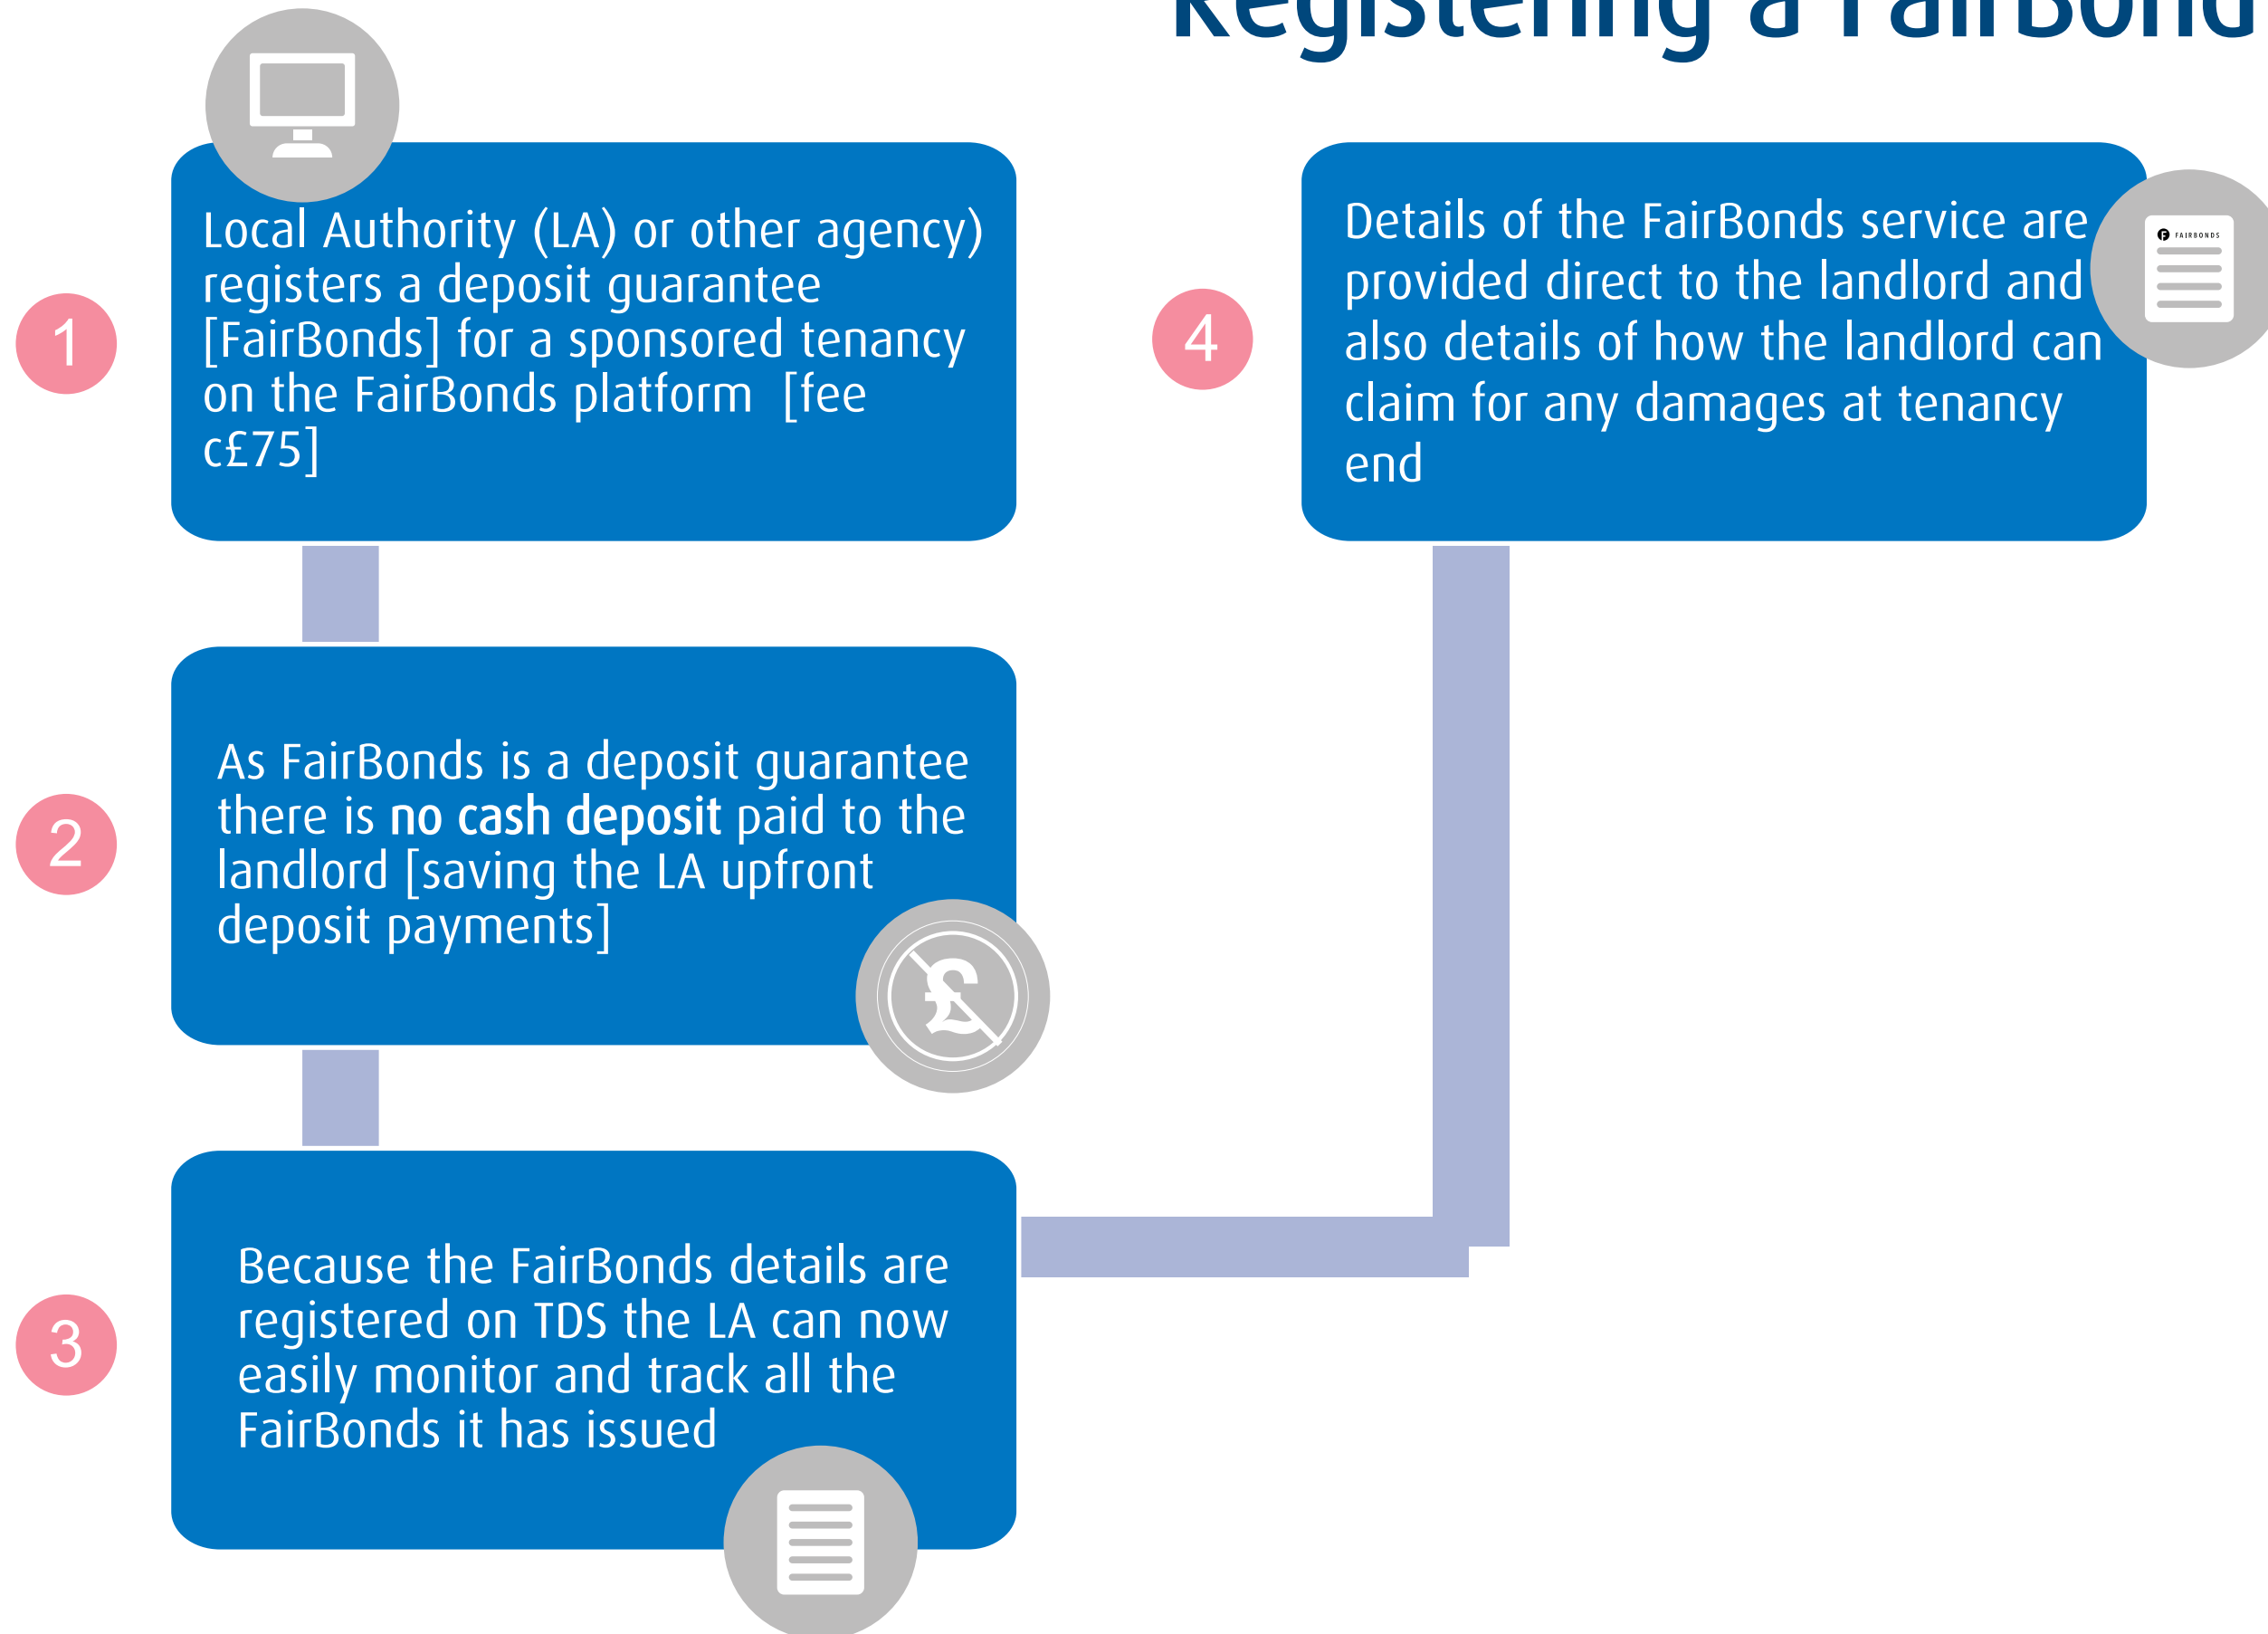 Registering a FairBond
Local Authority (LA) or other agency)
registers a deposit guarantee
[FairBonds] for a sponsored tenancy
on the FairBonds platform [fee
c£75]
1
As FairBonds is a deposit gurantee
there is no cash deposit paid to the
landlord [saving the LA upfront
deposit payments]
2
£
Because the FairBonds details are
registered on TDS the LA can now
easily monitor and track all the
FairBonds it has issued
3
Details of the FairBonds service are
provided direct to the landlord and
also details of how the landlord can
claim for any damages at tenancy
end
4
FAIRBONDS